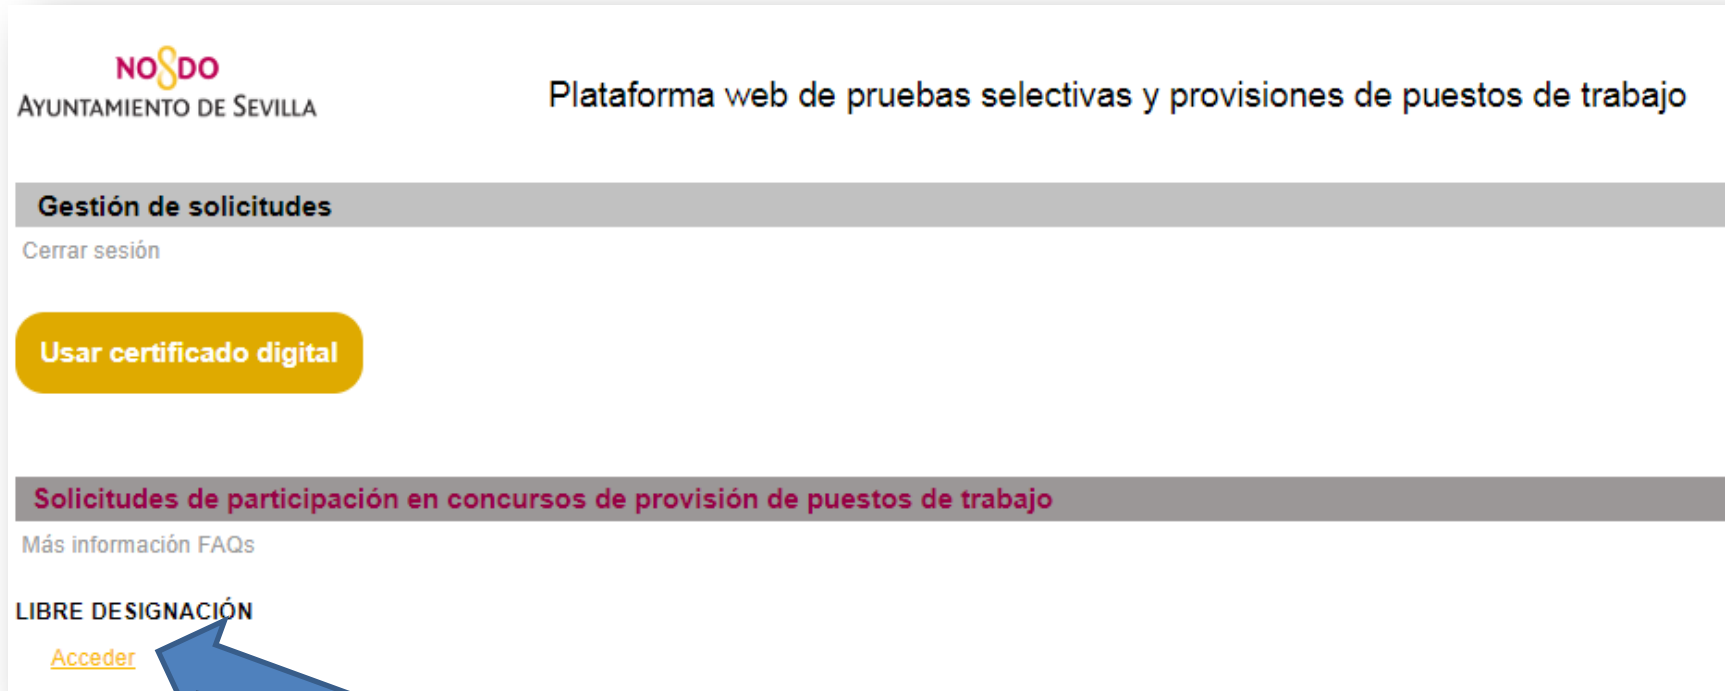 NO8DO
AYUNTAMIENTO DE SEVILLA
Plataforma web de pruebas selectivas y provisiones de puestos de trabajo
Gestión de solicitudes
Cerrar sesión
Usar certificado digital
Solicitudes de participación en concursos de provisión de puestos de trabajo
Más información FAQs
LIBRE DESIGNACIÓN
Acceder